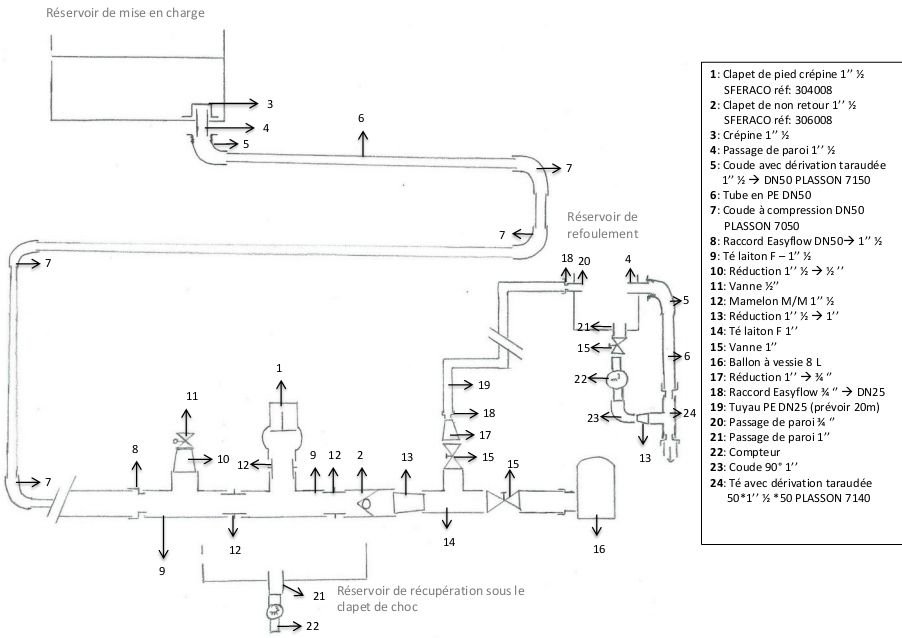 Réservoir de mise en charge
3
4
5
6
7
7
7
7
Réservoir de
refoulement
18
20
4
5
21
15
6
22
23
24
13
19
18
17
15
15
1
11
10
8
12
9
12
2
13
14
16
9
12
21
22
Réservoir de récupération sous le
clapet de choc
1: Clapet de pied crépine 1’’ ½
SFERACO réf: 304008
2: Clapet de non retour 1’’ ½
SFERACO réf: 306008
3: Crépine 1’’ ½
4: Passage de paroi 1’’ ½
5: Coude avec dérivation taraudée
1’’ ½ → DN50 PLASSON 7150
6: Tube en PE DN50
7: Coude à compression DN50
PLASSON 7050
8: Raccord Easyflow DN50→ 1’’ ½
9: Té laiton F – 1’’ ½
10: Réduction 1’’ ½ → ½ ’’
11: Vanne ½’’
12: Mamelon M/M 1’’ ½
13: Réduction 1’’ ½ → 1’’
14: Té laiton F 1’’
15: Vanne 1’’
16: Ballon à vessie 8 L
17: Réduction 1’’ → ¾ ‘’
18: Raccord Easyflow ¾ ‘’ → DN25
19: Tuyau PE DN25 (prévoir 20m)
20: Passage de paroi ¾ ‘’
21: Passage de paroi 1’’
22: Compteur
23: Coude 90° 1’’
24: Té avec dérivation taraudée
50*1’’ ½ *50 PLASSON 7140